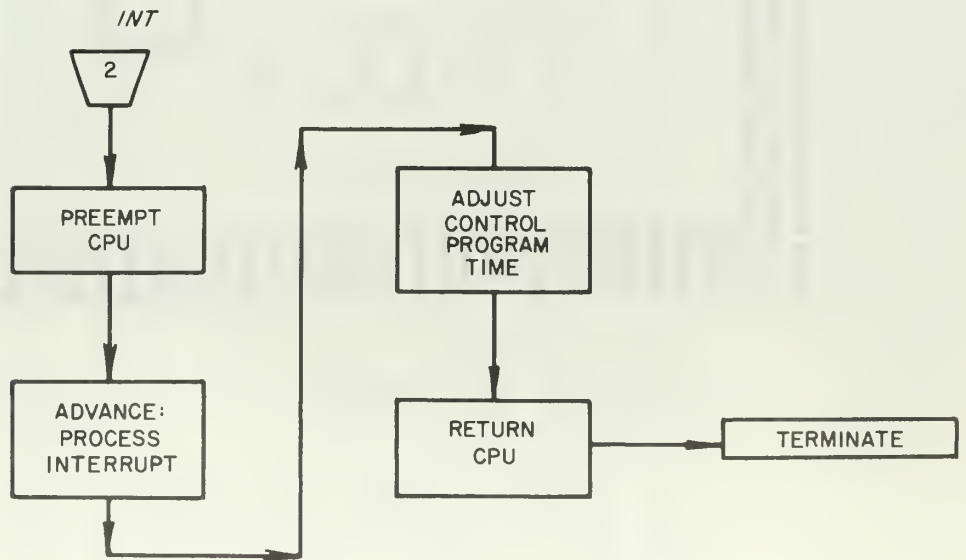 INT
2
PREEMPT
CPU
ADVANCE:
PROCESS
INTERRUPT
ADJUST
CONTROL
PROGRAM
TIME
RETURN
CPU
TERMINATE